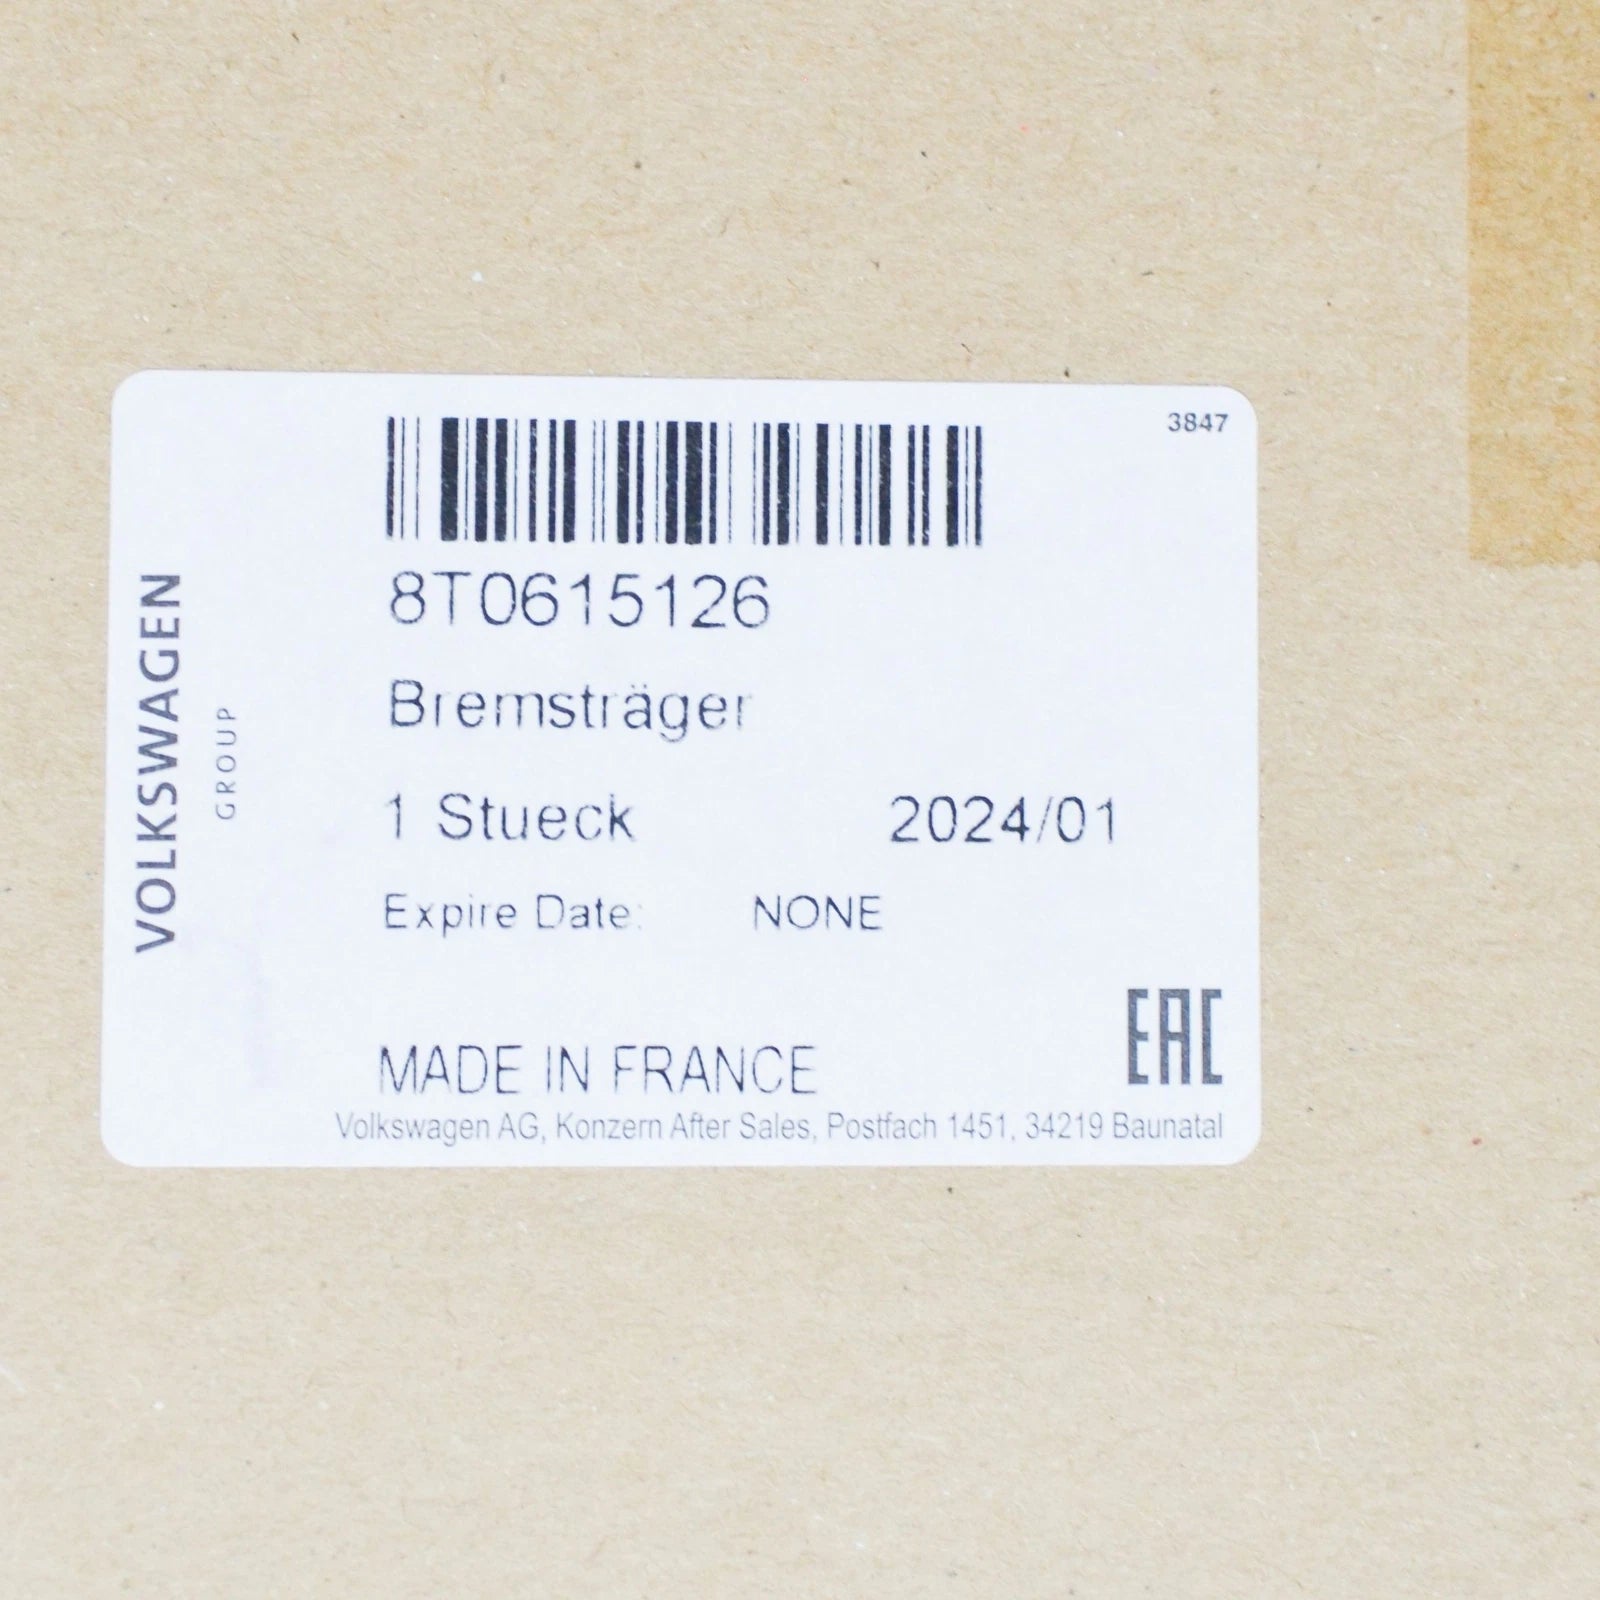 3847
8T0615126
Bremsträger
1 Stueck 2024/01
Expire Date: NONE
MADE IN FRANCE
EAC
Volkswagen AG, Konzern After Sales, Postfach 1451, 34219 Baunatal
VOLKSWAGEN
GROUP